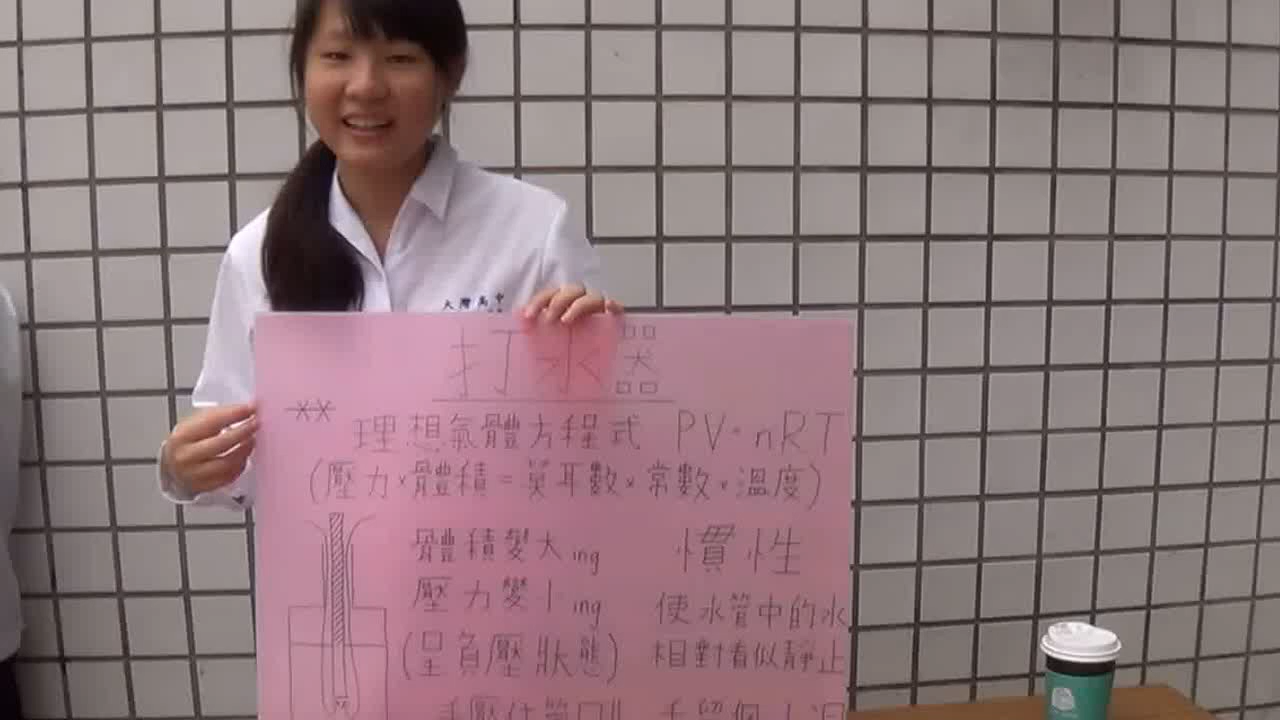 大灣高中
打水器
**
理想氣體方程式 PV=nRT
(壓力×體積=莫耳數×常數×溫度)
體積變大ing
壓力變小ing
(呈負壓狀態)
慣性
使水管中的水
相對看似靜止